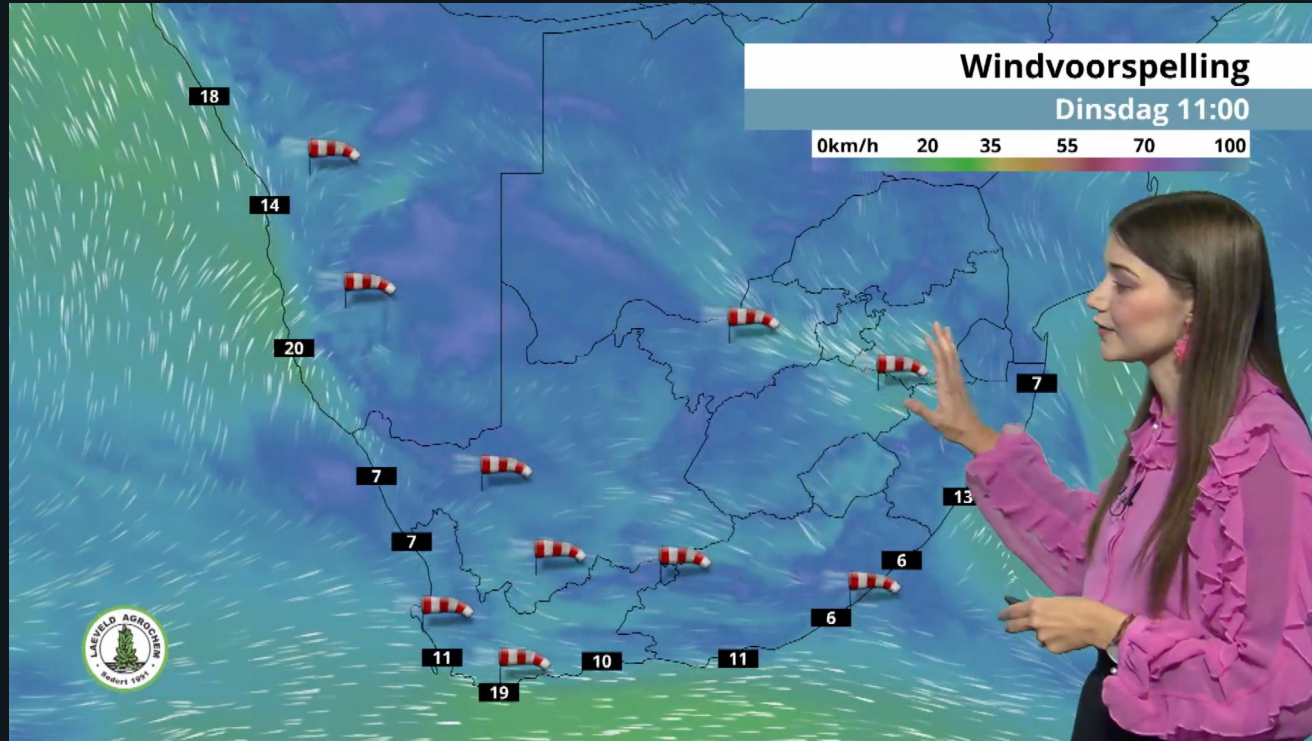 Windvoorspelling
Dinsdag 11:00
0km/h 20 35 55 70 100
18
14
20
7
7
7
13
6
6
11
10
11
19
LAEVELD AGROCHEM
Sedert 1991